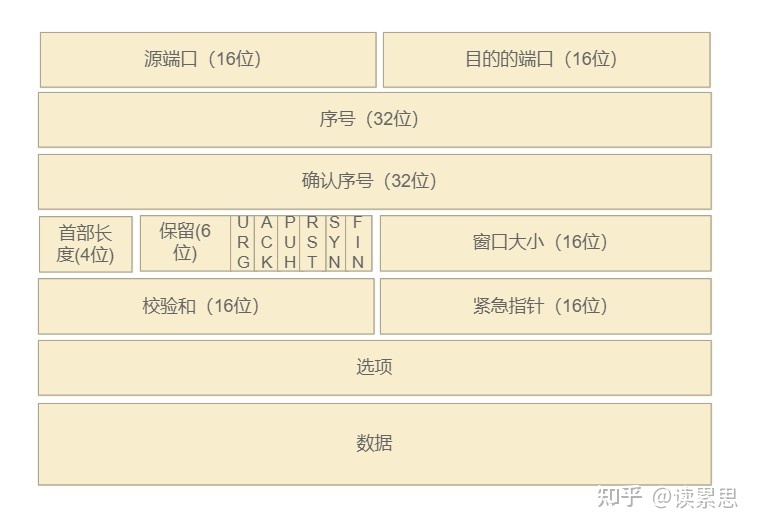 源端口（16位）
目的的端口（16位）
序号（32位）
确认序号（32位）
首部长
度(4位)
保留(6
位)
URG
ACK
PUH
RST
SYN
FIN
窗口大小（16位）
校验和（16位）
紧急指针（16位）
选项
数据
知乎 @读累思